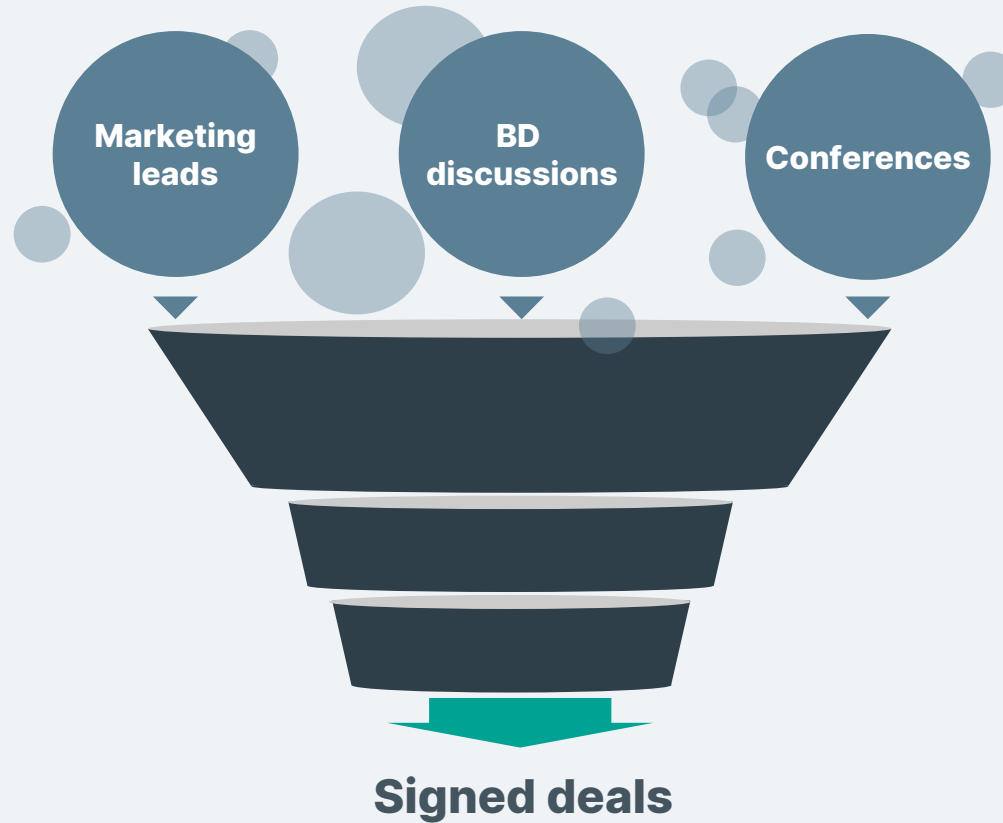 Marketing
leads
BD
discussions
Conferences
Signed deals